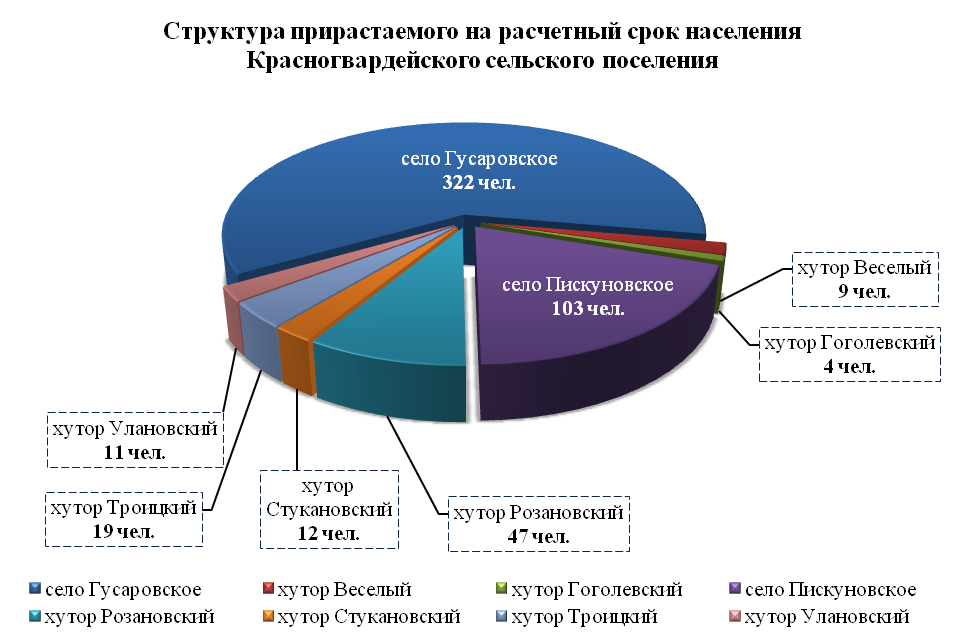 Структура прирастаемого на расчетный срок населения
Красногвардейского сельского поселения
село Гусаровское
322 чел.
село Пискуновское
103 чел.
хутор Веселый
9 чел.
хутор Гоголевский
4 чел.
хутор Улановский
11 чел.
хутор Троицкий
19 чел.
хутор
Стукановский
12 чел.
хутор Розановский
47 чел.
село Гусаровское
хутор Веселый
хутор Гоголевский
село Пискуновское
хутор Розановский
хутор Стукановский
хутор Троицкий
хутор Улановский